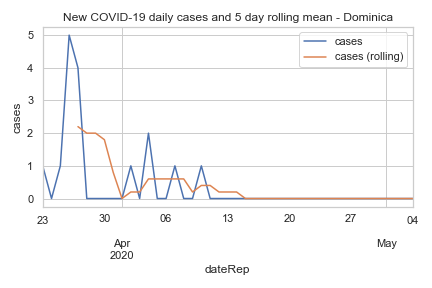 New COVID-19 daily cases and 5 day rolling mean - Dominica
cases
cases (rolling)
cases
5
4
3
2
1
0
23
30
06
13
20
27
04
Apr
2020
May
dateRep